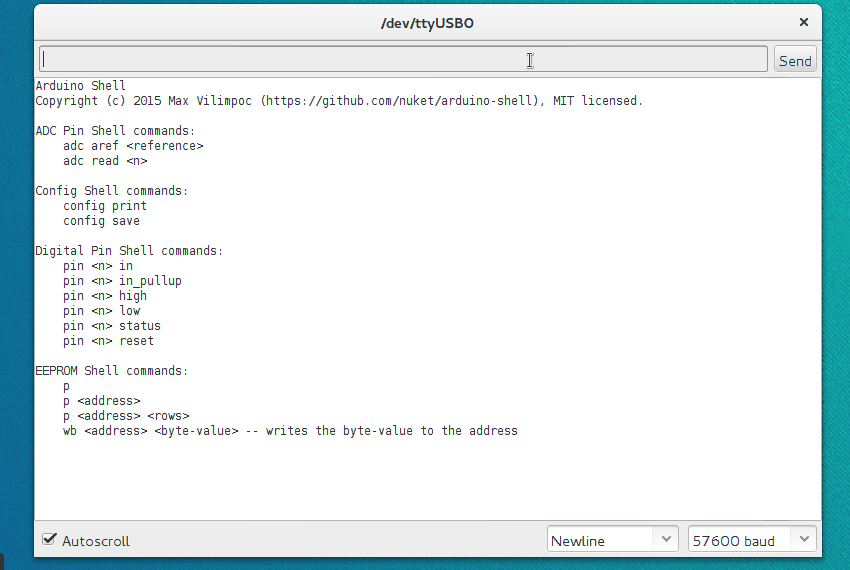 /dev/ttyUSB0
Send
Arduino Shell
Copyright (c) 2015 Max Vilimpoc (https://github.com/nuket/arduino-shell), MIT licensed.
ADC Pin Shell commands:
adc aref <reference>
adc read <n>
Config Shell commands:
config print
config save
Digital Pin Shell commands:
pin <n> in
pin <n> in_pullup
pin <n> high
pin <n> low
pin <n> status
pin <n> reset
EEPROM Shell commands:
p
p <address>
p <address> <rows>
wb <address> <byte-value> -- writes the byte-value to the address
Autoscroll
Newline
57600 baud